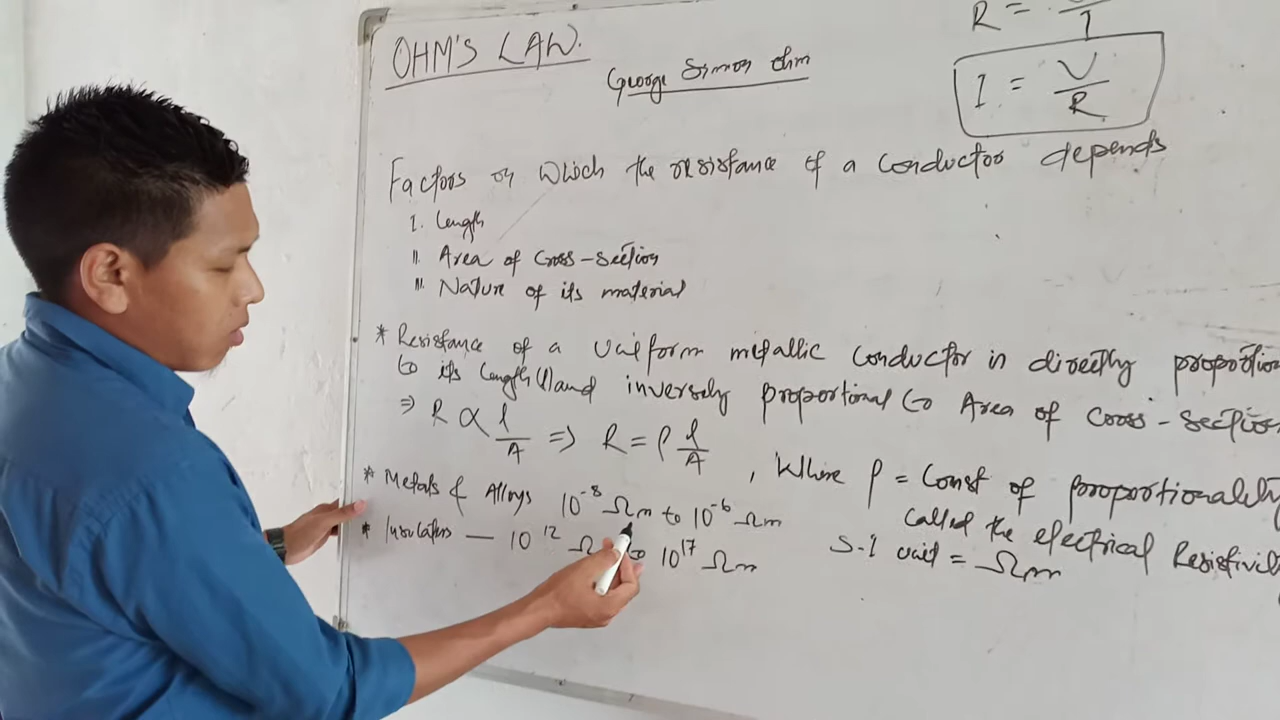 OHM'S LAW.
George Simon Ohm
R =
I
I = V/R
Factors on which the resistance of a conductor depends
I. Length
II. Area of Cross-section
III. Nature of its material
* Resistance of a uniform metallic conductor in directly proportion
to its length (l) and inversely proportional to Area of cross-section
⇒ R ∝ l/A ⇒ R = ρ l/A , Where ρ = Const of proportionality
called the electrical Resistivit
S.I unit = Ωm
* Metals & Alloys 10⁻⁸ Ωm to 10⁻⁶ Ωm
* Insulators — 10¹² Ω to 10¹⁷ Ωm